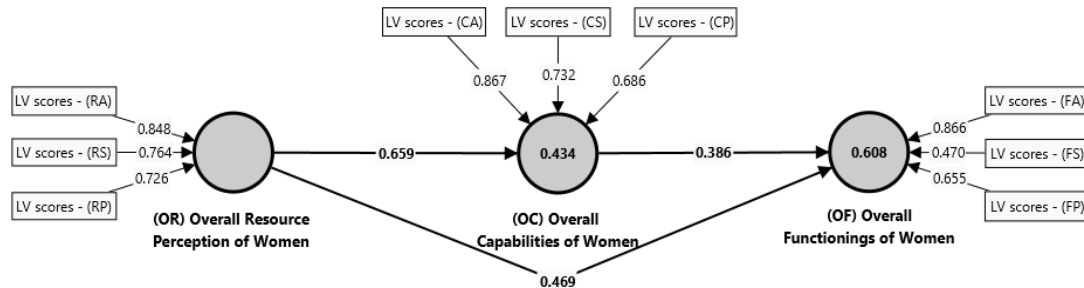 LV scores - (CA)
LV scores - (CS)
LV scores - (CP)
0.867
0.732
0.686
LV scores - (RA)
LV scores - (RS)
LV scores - (RP)
0.848
0.764
0.726
0.659
0.434
0.386
0.608
LV scores - (FA)
LV scores - (FS)
LV scores - (FP)
0.866
0.470
0.655
(OR) Overall Resource
Perception of Women
(OC) Overall
Capabilities of Women
(OF) Overall
Functionings of Women
0.469